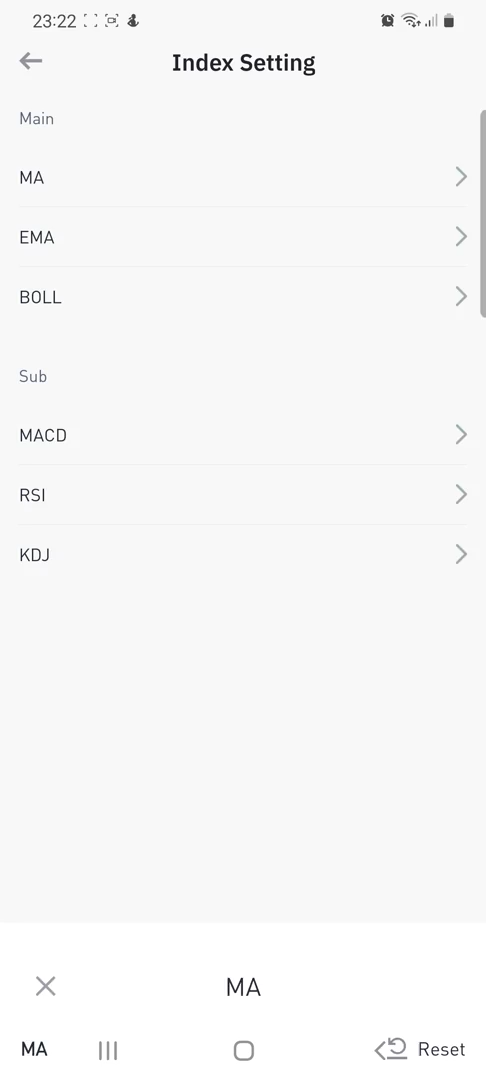 23:22
Index Setting
Main
MA
EMA
BOLL
Sub
MACD
RSI
KDJ
MA
MA
Reset